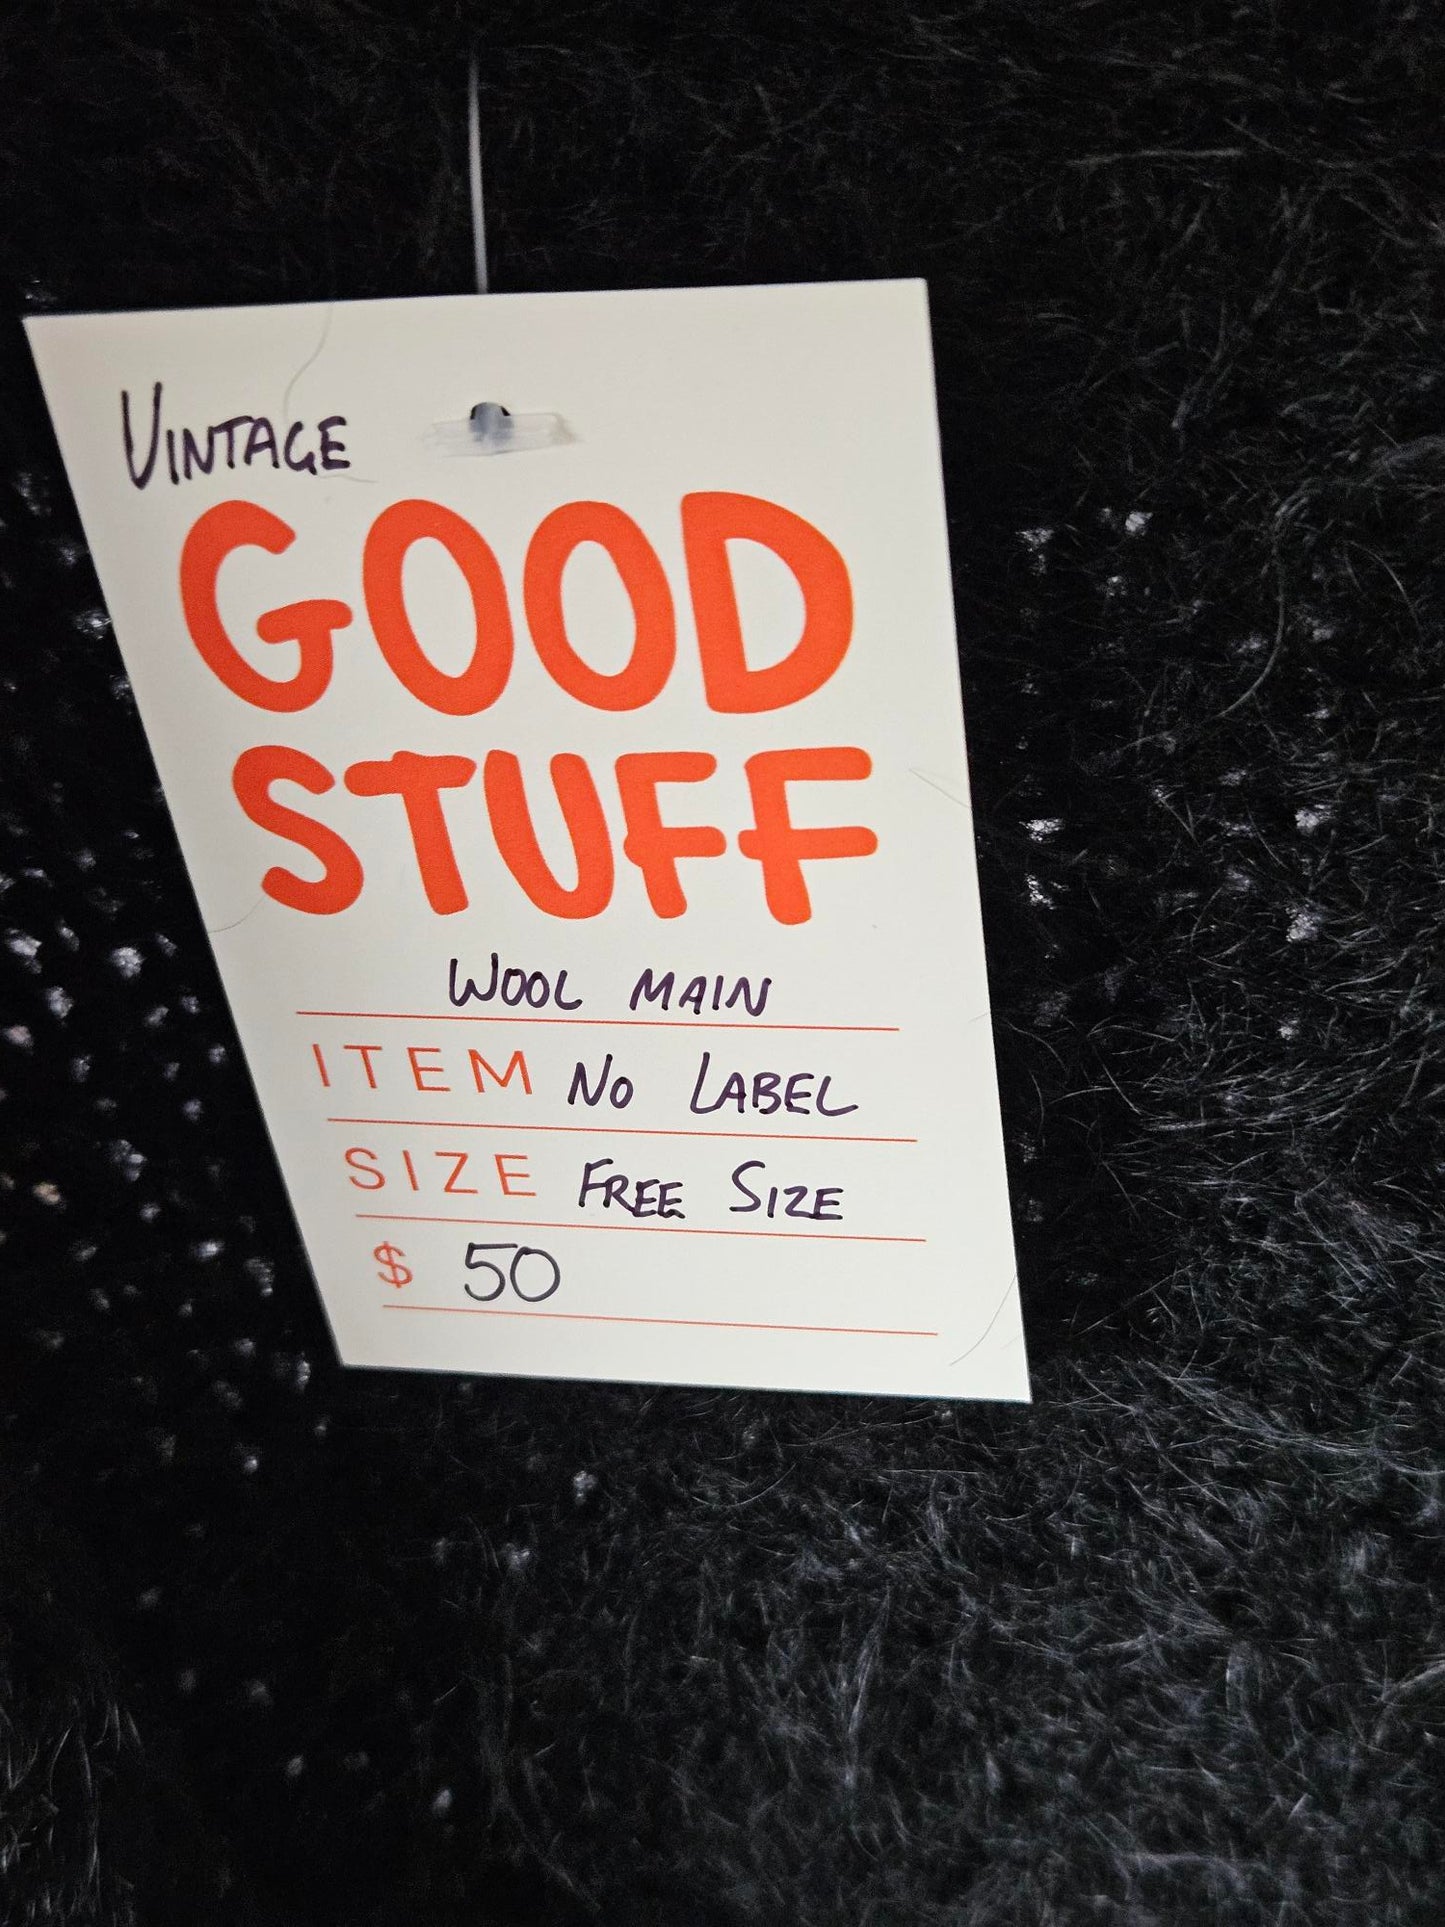 VINTAGE
GOOD
STUFF
WOOL MAIN
ITEM NO LABEL
SIZE FREE SIZE
$ 50